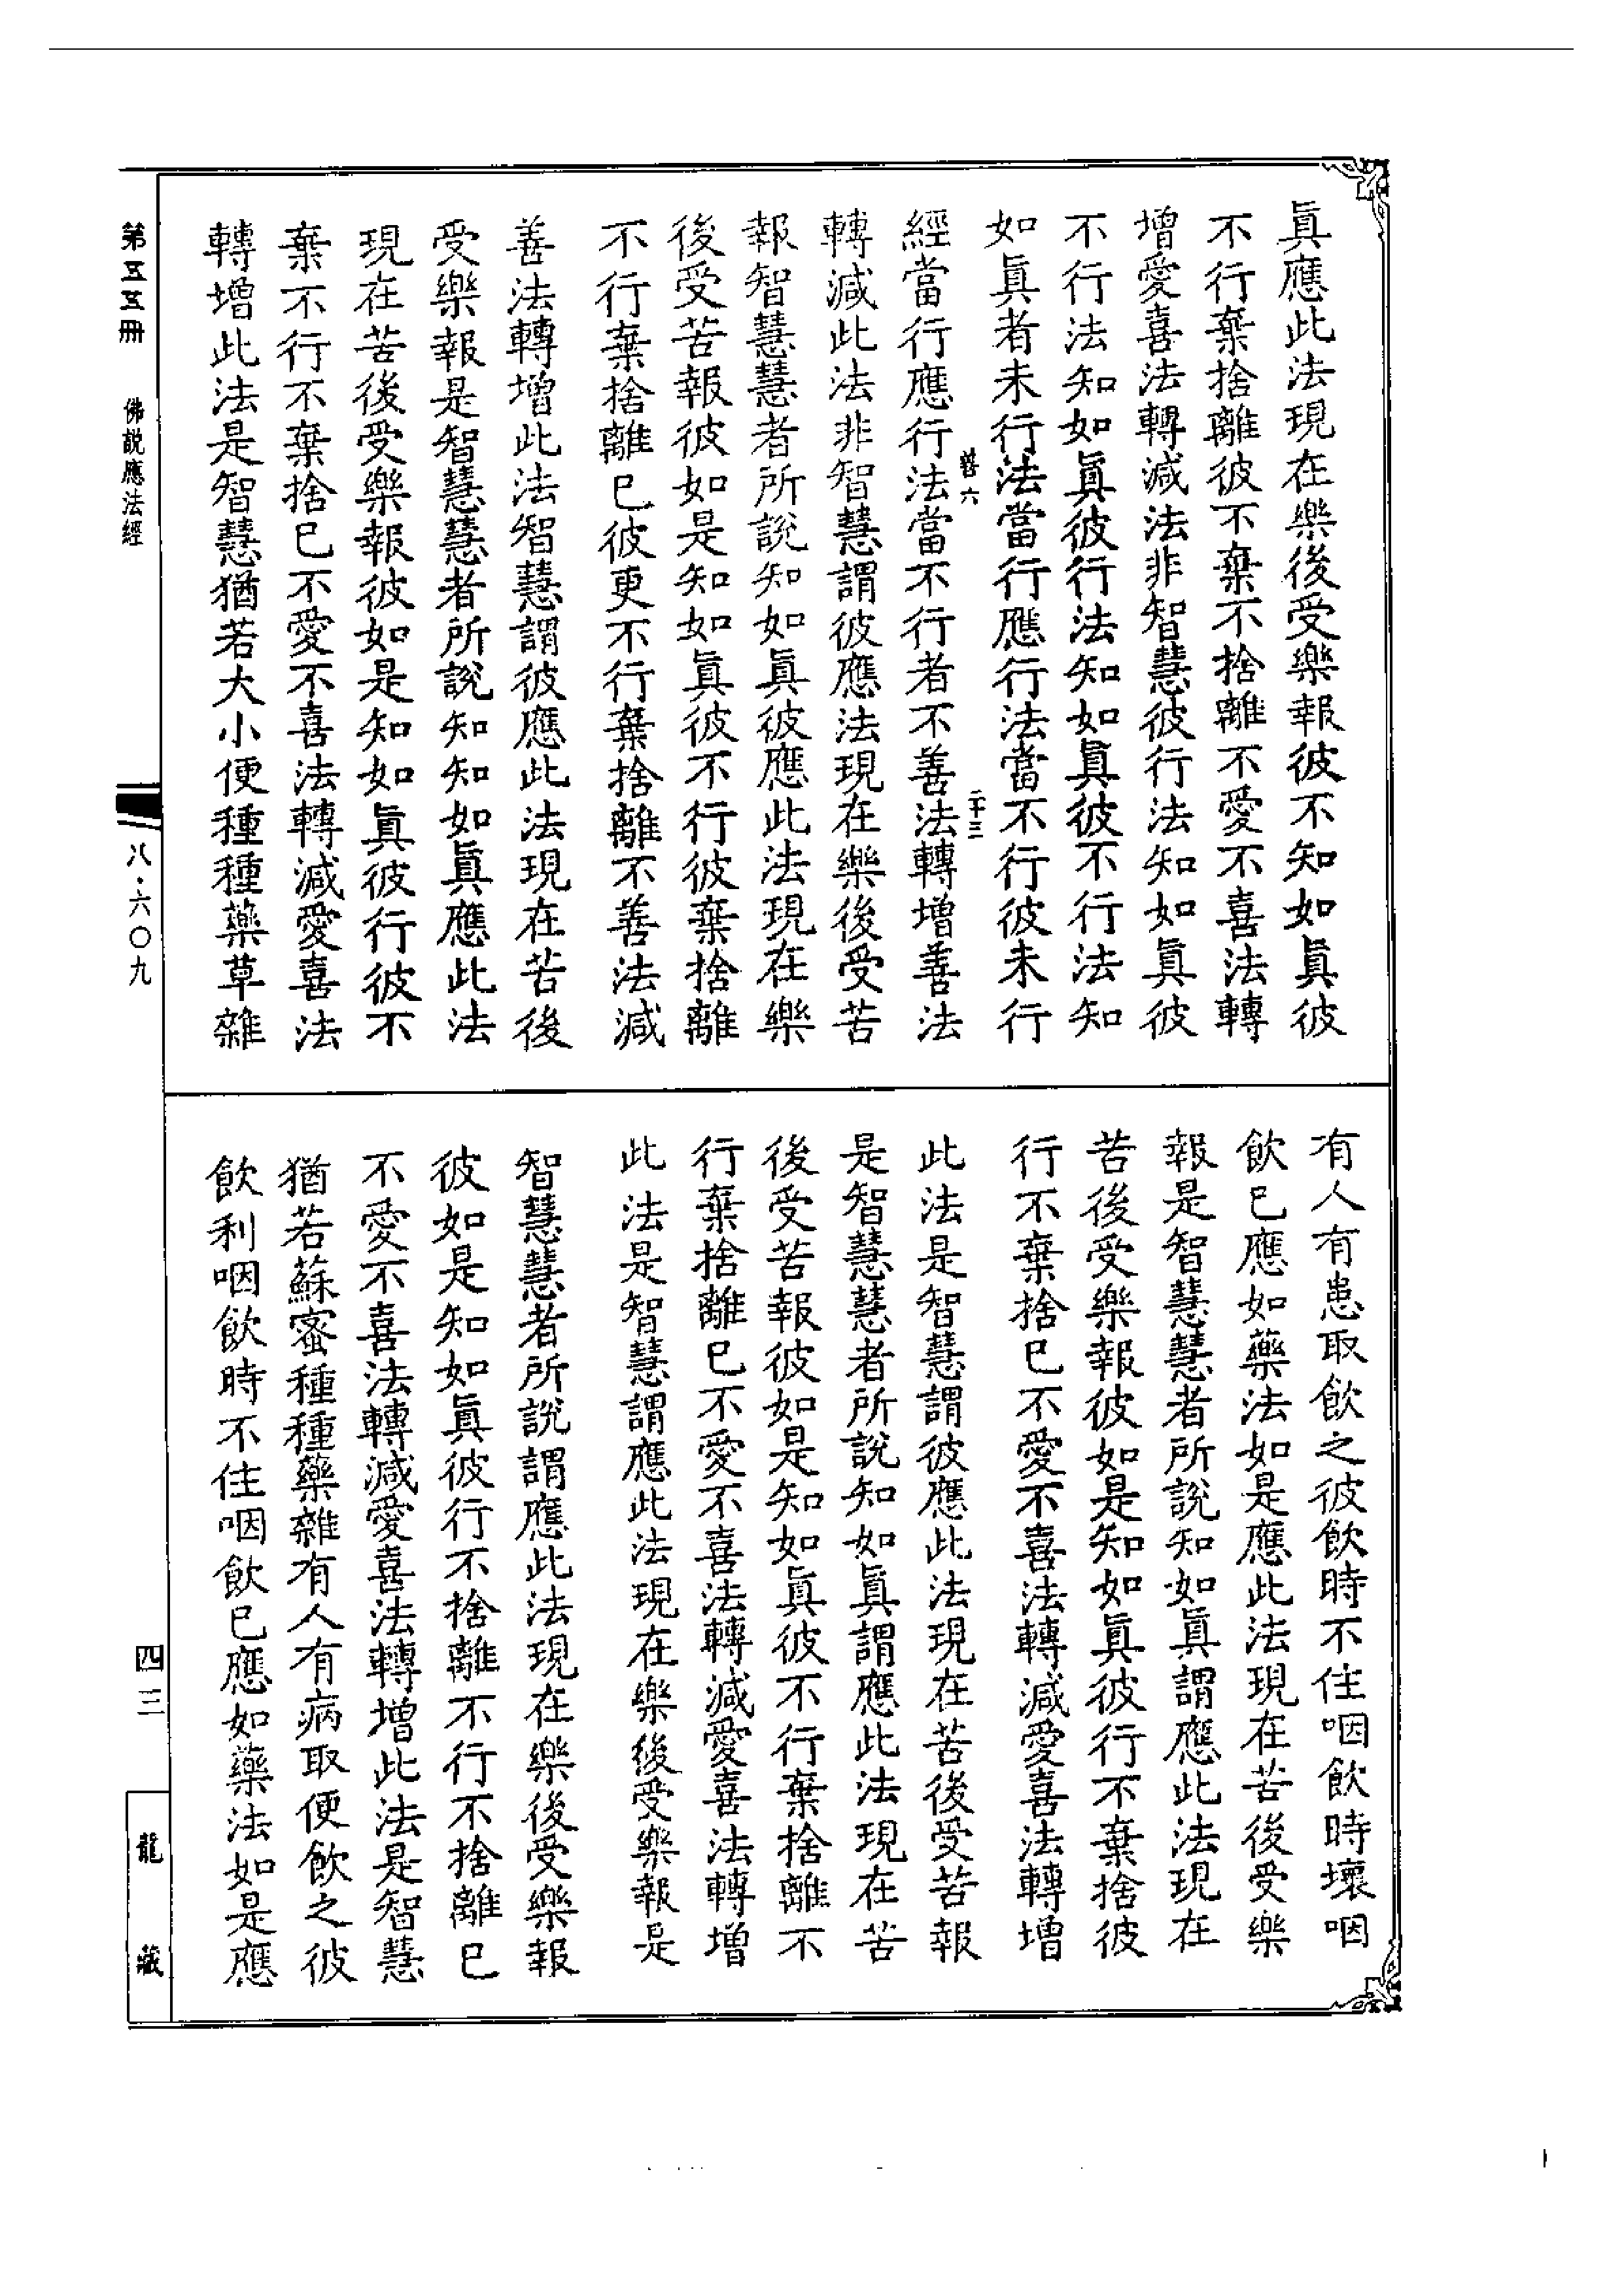 眞應此法現在樂後受樂報彼不知如眞彼
不行棄捨離彼不棄不捨離不愛不喜法轉
增愛喜法轉減法非智慧彼行法知如眞彼
不行法知如眞彼行法知如眞彼不行法知
如眞者未行法當行應行法當不行彼未行
經當行應行法當不行者不善法轉增善法
轉減此法非智慧謂彼應法現在樂後受苦
報智慧慧者所說知如眞彼應此法現在樂
後受苦報彼如是知如眞彼不行彼棄捨離
不行棄捨離已彼更不行棄捨離不善法減
善法轉增此法智慧謂彼應此法現在苦後
受樂報是智慧慧者所說知知如眞應此法
現在苦後受樂報彼如是知如眞彼行彼不
棄不行不棄捨已不愛不喜法轉減愛喜法
轉增此法是智慧猶若大小便種種藥草雜
有人有患取飲之彼飲時不住咽飲時壞咽
飲已應如藥法如是應此法現在苦後受樂
報是智慧慧者所說知如眞謂應此法現在
苦後受樂報彼如是知如眞彼行不棄捨彼
行不棄捨已不愛不喜法轉減愛喜法轉增
此法是智慧謂彼應此法現在苦後受苦報
是智慧慧者所說知如眞謂應此法現在苦
後受苦報彼如是知如眞彼不行棄捨離不
行棄捨離已不愛不喜法轉減愛喜法轉增
此法是智慧謂應此法現在樂後受樂報是
智慧慧者所說謂應此法現在樂後受樂報
彼如是知如眞彼行不捨離不行不捨離已
不愛不喜法轉減愛喜法轉增此法是智慧
猶若蘇蜜種種藥雜有人有病取便飲之彼
飲利咽飲時不住咽飲已應如藥法如是應
善六
二十三
第五五冊
佛説應法經
八·六〇九
四三
龍藏